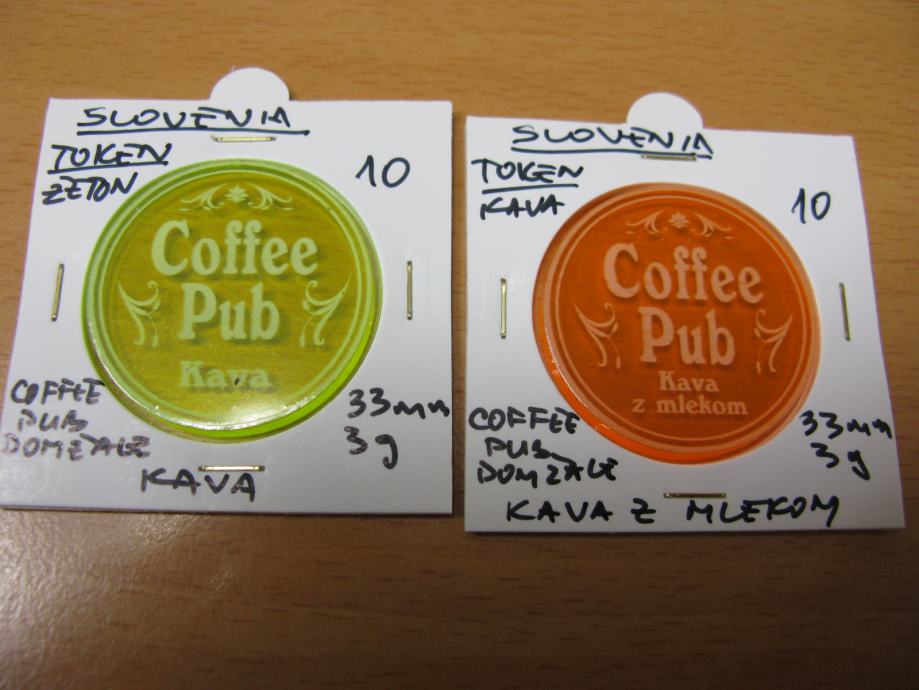 SLOVENIA
TOKEN
ZETON
10
Coffee
Pub
Kava
COFFEE
PUB
DOMZALE
33mm
3g
KAVA
SLOVENIA
TOKEN
KAVA
10
Coffee
Pub
Kava
z mlekom
COFFEE
PUB
DOMZALE
33mm
3g
KAVA Z MLEKOM